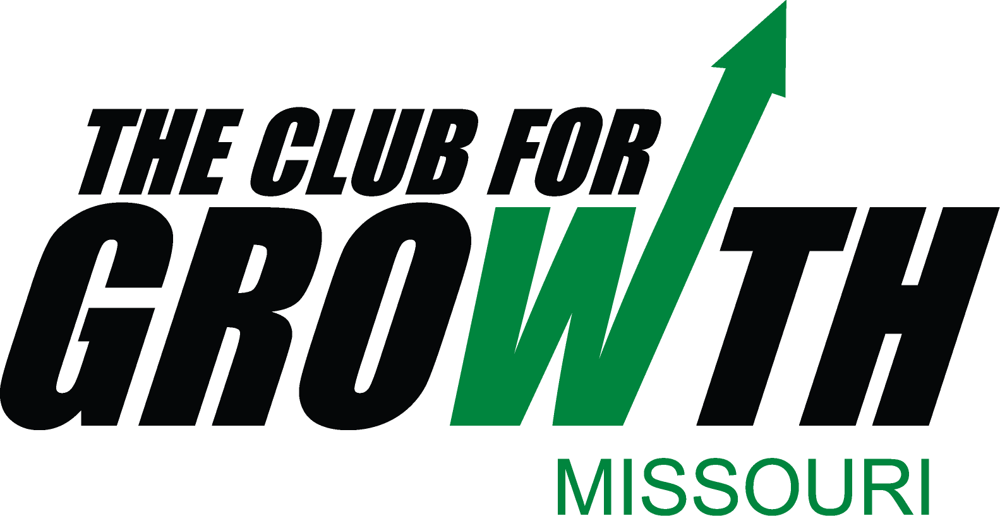 THE CLUB FOR
GROWTH
MISSOURI